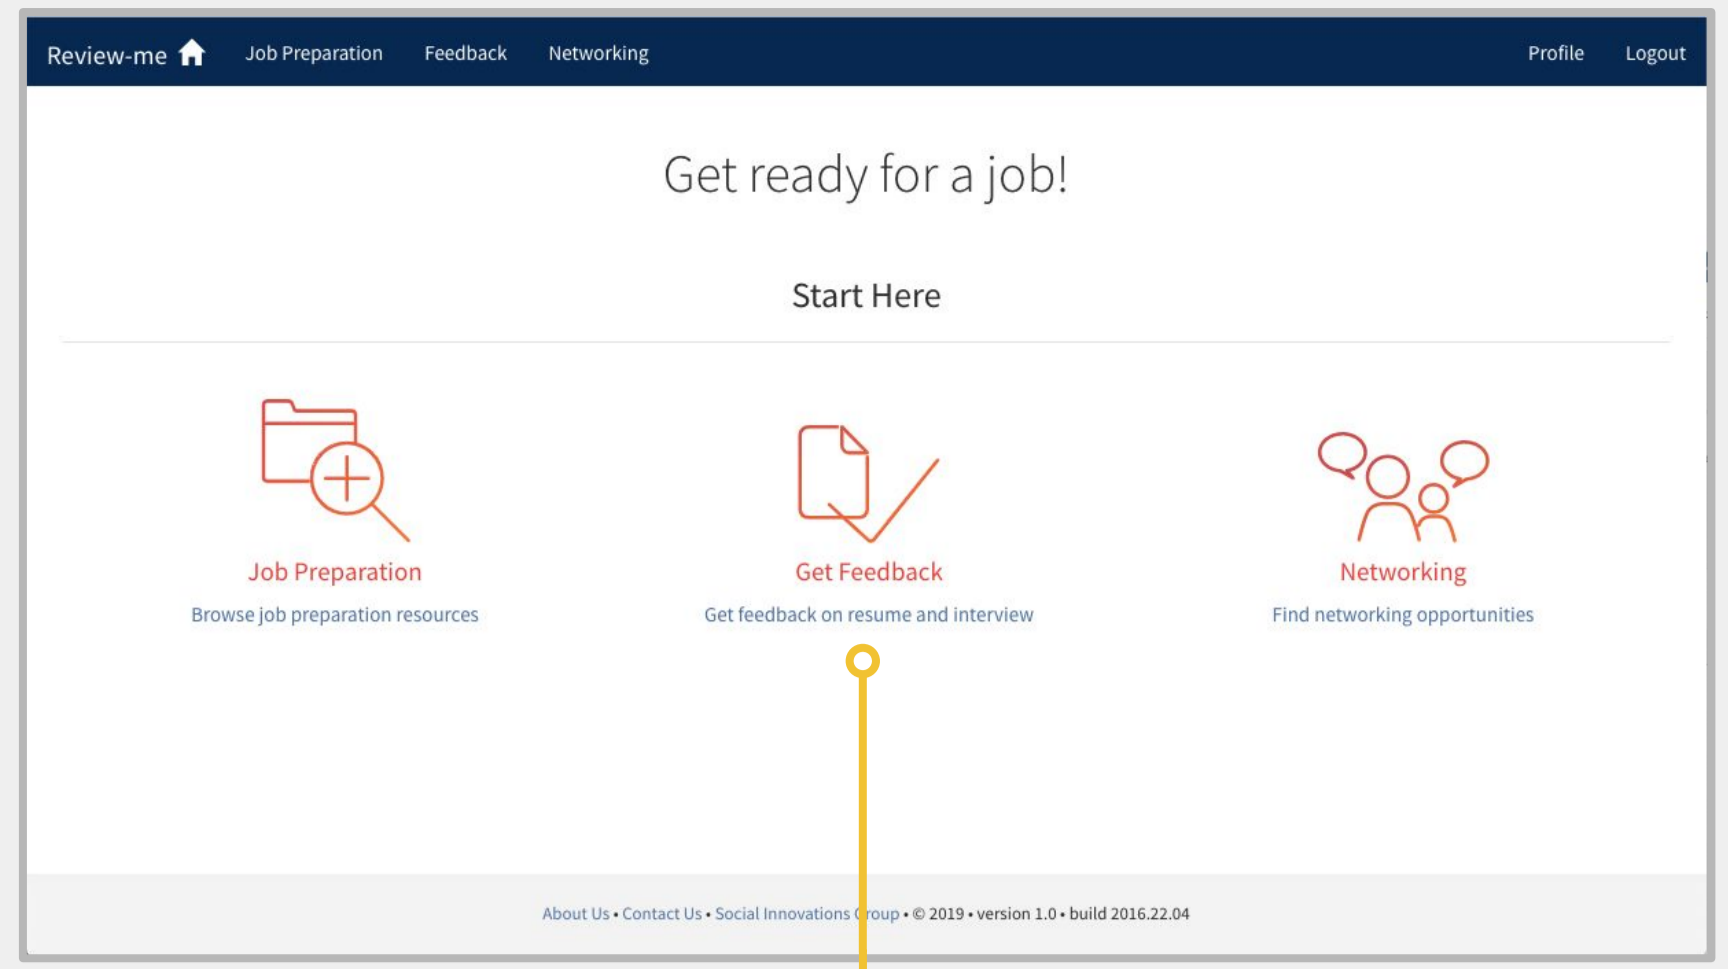 Review-me Job Preparation Feedback Networking Profile Logout
Get ready for a job!
Start Here
Job Preparation Get Feedback Networking
Browse job preparation resources Get feedback on resume and interview Find networking opportunities
About Us • Contact Us • Social Innovations Group • © 2019 • version 1.0 • build 2016.22.04